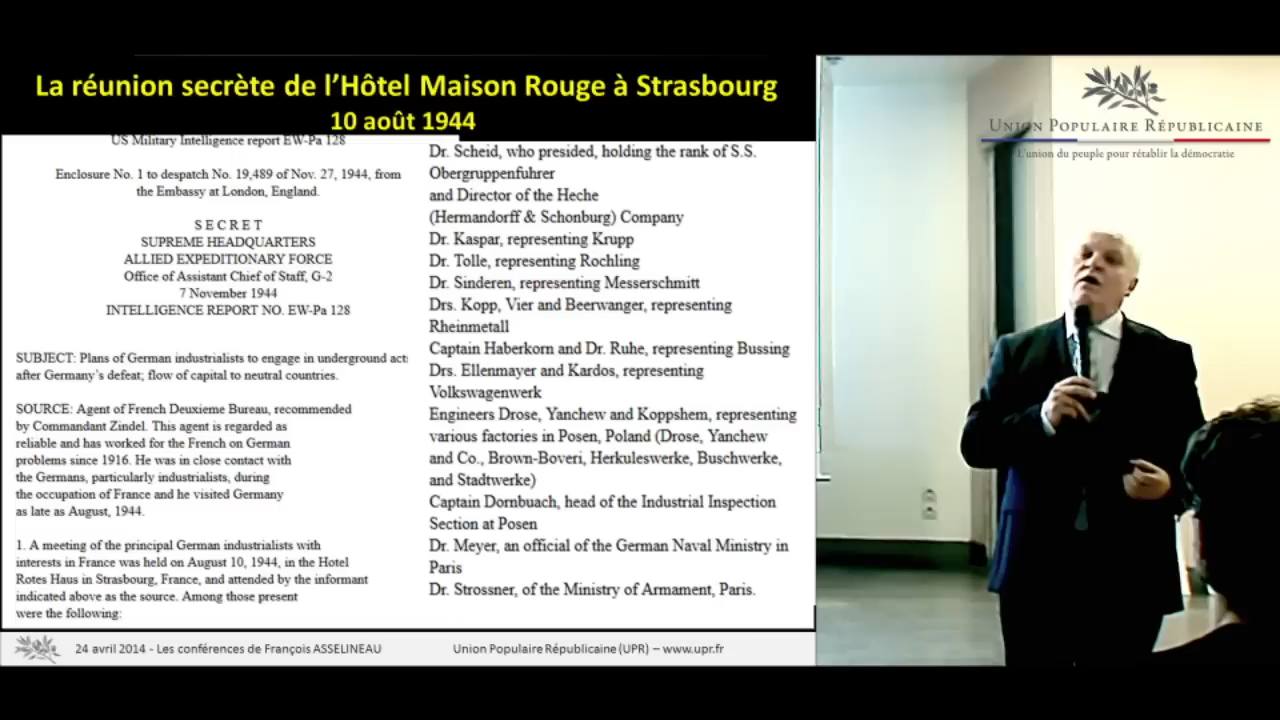 La réunion secrète de l’Hôtel Maison Rouge à Strasbourg
10 août 1944
US Military Intelligence report EW-Pa 128
Enclosure No. 1 to despatch No. 19,489 of Nov. 27, 1944, from
the Embassy at London, England.
S E C R E T
SUPREME HEADQUARTERS
ALLIED EXPEDITIONARY FORCE
Office of Assistant Chief of Staff, G-2
7 November 1944
INTELLIGENCE REPORT NO. EW-Pa 128
SUBJECT: Plans of German industrialists to engage in underground act
after Germany’s defeat; flow of capital to neutral countries.
SOURCE: Agent of French Deuxieme Bureau, recommended
by Commandant Zindel. This agent is regarded as
reliable and has worked for the French on German
problems since 1916. He was in close contact with
the Germans, particularly industrialists, during
the occupation of France and he visited Germany
as late as August, 1944.
1. A meeting of the principal German industrialists with
interests in France was held on August 10, 1944, in the Hotel
Rotes Haus in Strasbourg, France, and attended by the informant
indicated above as the source. Among those present
were the following:
Dr. Scheid, who presided, holding the rank of S.S.
Obergruppenfuhrer
and Director of the Heche
(Hermandorff & Schonburg) Company
Dr. Kaspar, representing Krupp
Dr. Tolle, representing Rochling
Dr. Sinderen, representing Messerschmitt
Drs. Kopp, Vier and Beerwanger, representing
Rheinmetall
Captain Haberkorn and Dr. Ruhe, representing Bussing
Drs. Ellenmayer and Kardos, representing
Volkswagenwerk
Engineers Drose, Yanchew and Koppshem, representing
various factories in Posen, Poland (Drose, Yanchew
and Co., Brown-Boveri, Herkuleswerke, Buschwerke,
and Stadtwerke)
Captain Dornbuach, head of the Industrial Inspection
Section at Posen
Dr. Meyer, an official of the German Naval Ministry in
Paris
Dr. Strossner, of the Ministry of Armament, Paris.
24 avril 2014 - Les conférences de François ASSELINEAU
Union Populaire Républicaine (UPR) – www.upr.fr
UNION POPULAIRE RÉPUBLICAINE
L'union du peuple pour rétablir la démocratie